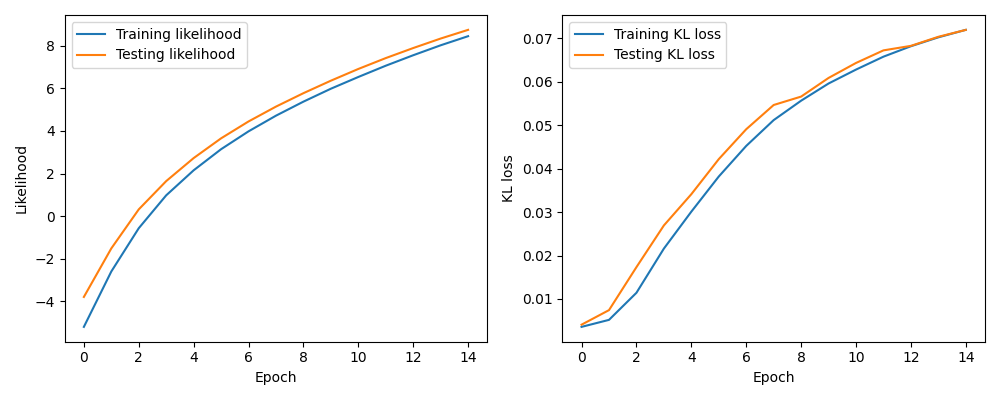 Training likelihood
Testing likelihood
8
6
4
2
0
−2
−4
Likelihood
0 2 4 6 8 10 12 14
Epoch
Training KL loss
Testing KL loss
0.07
0.06
0.05
0.04
0.03
0.02
0.01
KL loss
0 2 4 6 8 10 12 14
Epoch